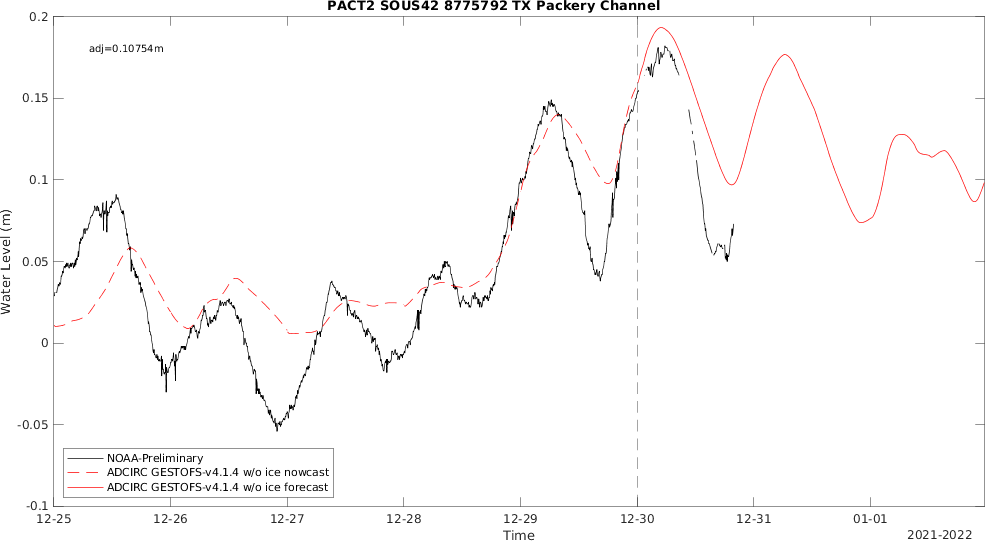 PACT2 SOUS42 8775792 TX Packery Channel
adj=0.10754m
0.2
0.15
0.1
0.05
0
-0.05
-0.1
Water Level (m)
NOAA-Preliminary
ADCIRC GESTOFS-v4.1.4 w/o ice nowcast
ADCIRC GESTOFS-v4.1.4 w/o ice forecast
12-25 12-26 12-27 12-28 12-29 12-30 12-31 01-01
Time
2021-2022